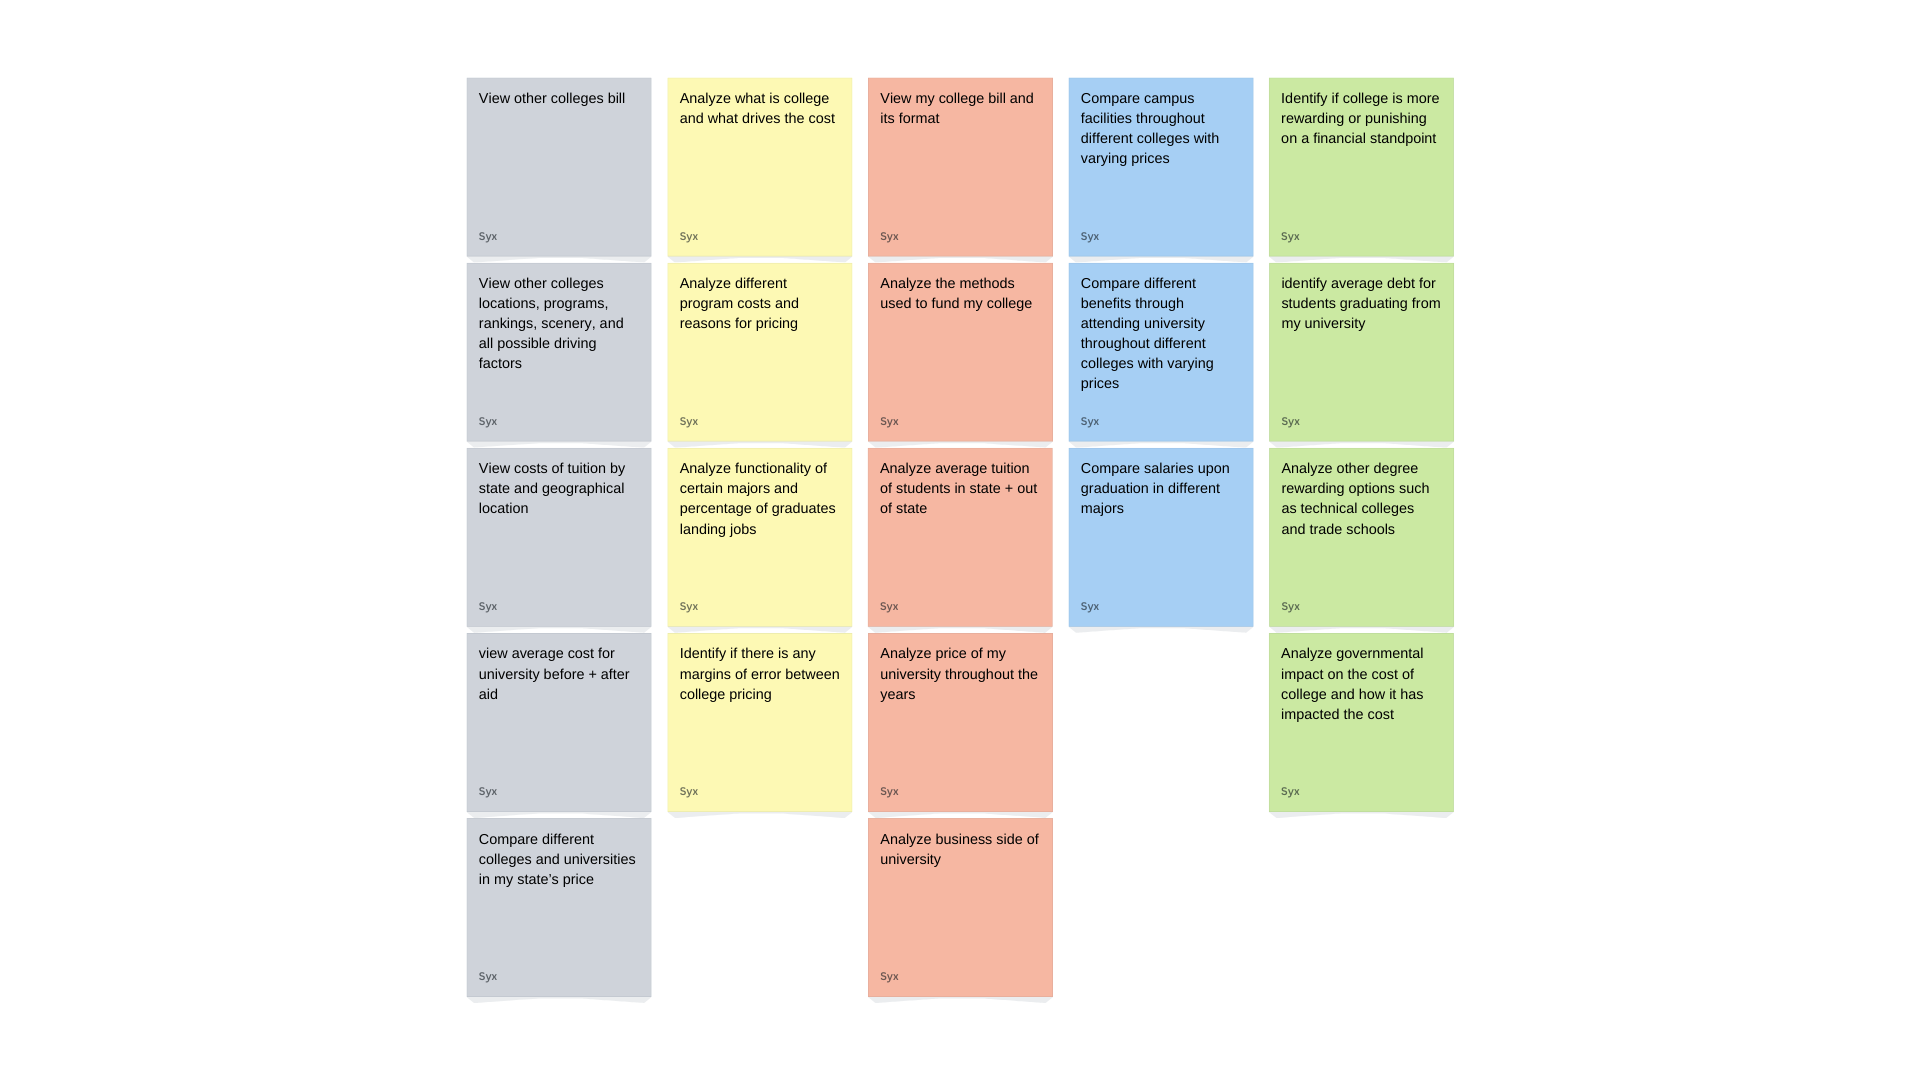 View other colleges bill
Syx
View other colleges
locations, programs,
rankings, scenery, and
all possible driving
factors
Syx
View costs of tuition by
state and geographical
location
Syx
view average cost for
university before + after
aid
Syx
Compare different
colleges and universities
in my state's price
Syx
Analyze what is college
and what drives the cost
Syx
Analyze different
program costs and
reasons for pricing
Syx
Analyze functionality of
certain majors and
percentage of graduates
landing jobs
Syx
Identify if there is any
margins of error between
college pricing
Syx
View my college bill and
its format
Syx
Analyze the methods
used to fund my college
Syx
Analyze average tuition
of students in state + out
of state
Syx
Analyze price of my
university throughout the
years
Syx
Analyze business side of
university
Syx
Compare campus
facilities throughout
different colleges with
varying prices
Syx
Compare different
benefits through
attending university
throughout different
colleges with varying
prices
Syx
Compare salaries upon
graduation in different
majors
Syx
Identify if college is more
rewarding or punishing
on a financial standpoint
Syx
identify average debt for
students graduating from
my university
Syx
Analyze other degree
rewarding options such
as technical colleges
and trade schools
Syx
Analyze governmental
impact on the cost of
college and how it has
impacted the cost
Syx